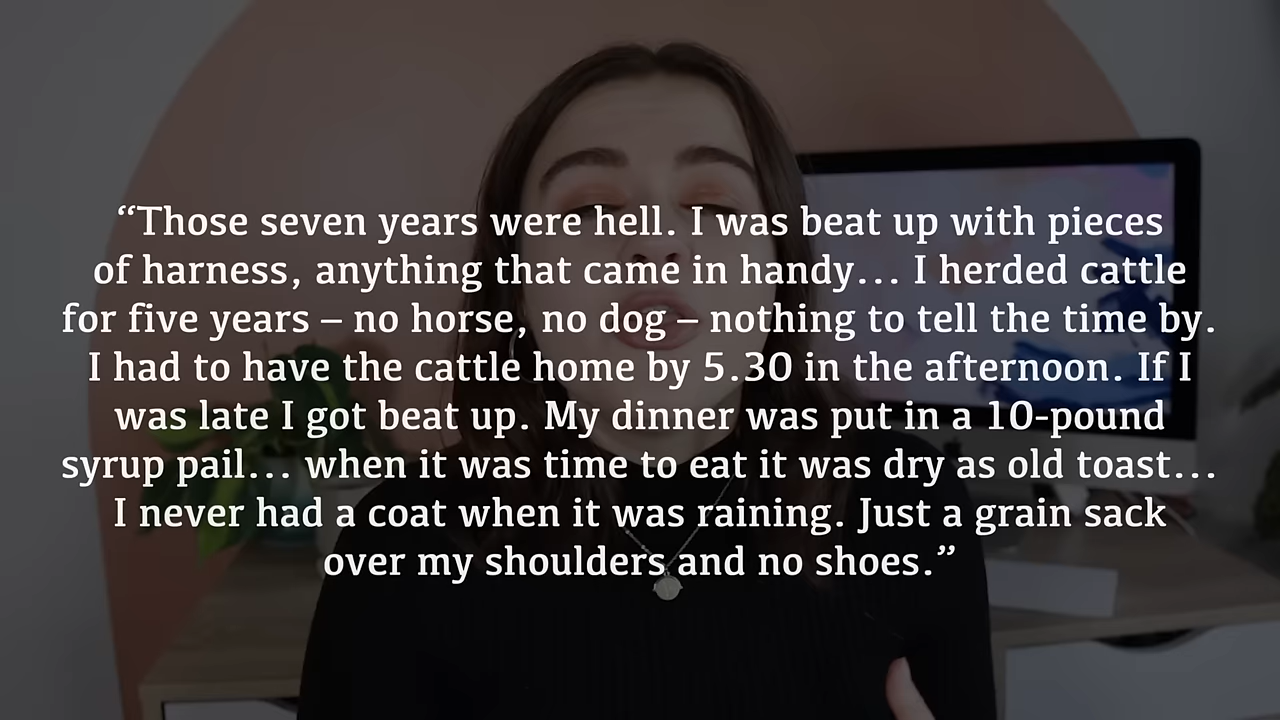 “Those seven years were hell. I was beat up with pieces
of harness, anything that came in handy... I herded cattle
for five years – no horse, no dog – nothing to tell the time by.
I had to have the cattle home by 5.30 in the afternoon. If I
was late I got beat up. My dinner was put in a 10-pound
syrup pail... when it was time to eat it was dry as old toast...
I never had a coat when it was raining. Just a grain sack
over my shoulders and no shoes.”